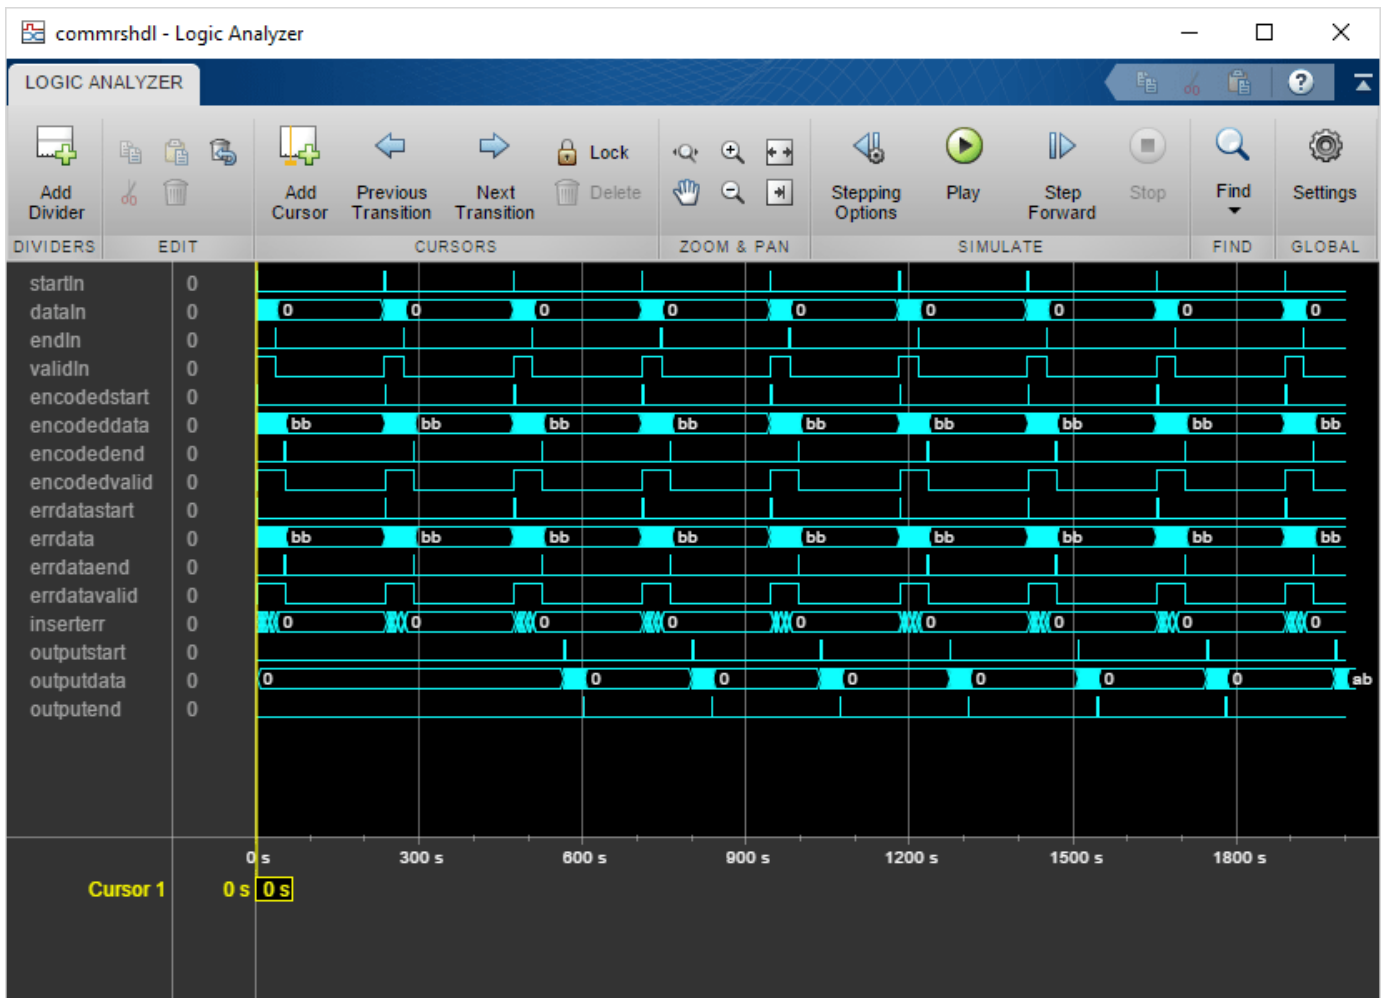 commrshdl - Logic Analyzer
LOGIC ANALYZER
?
Add Divider
Add Cursor
Previous Transition
Next Transition
Lock
Delete
Stepping Options
Play
Step Forward
Stop
Find
Settings
DIVIDERS EDIT CURSORS ZOOM & PAN SIMULATE FIND GLOBAL
startIn 0
dataIn 0 0 0 0 0 0 0 0 0 0
endIn 0
validIn 0
encodedstart 0
encodeddata 0 bb bb bb bb bb bb bb bb bb
encodedend 0
encodedvalid 0
errdatastart 0
errdata 0 bb bb bb bb bb bb bb bb bb
errdataend 0
errdatavalid 0
inserterr 0 0 0 0 0 0 0 0 0 0
outputstart 0
outputdata 0 0 0 0 0 0 0 0 ab
outputend 0
0 s 300 s 600 s 900 s 1200 s 1500 s 1800 s
Cursor 1 0 s 0 s